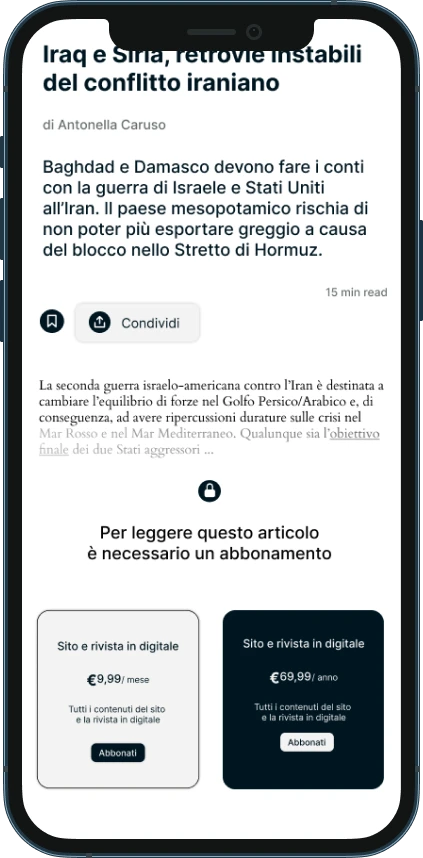 Iraq e Siria, retrovie instabili
del conflitto iraniano
di Antonella Caruso
Baghdad e Damasco devono fare i conti
con la guerra di Israele e Stati Uniti
all’Iran. Il paese mesopotamico rischia di
non poter più esportare greggio a causa
del blocco nello Stretto di Hormuz.
15 min read
Condividi
La seconda guerra israelo-americana contro l’Iran è destinata a
cambiare l’equilibrio di forze nel Golfo Persico/Arabico e, di
conseguenza, ad avere ripercussioni durature sulle crisi nel
Mar Rosso e nel Mar Mediterraneo. Qualunque sia l’obiettivo
finale dei due Stati aggressori ...
Per leggere questo articolo
è necessario un abbonamento
Sito e rivista in digitale
€9,99/ mese
Tutti i contenuti del sito
e la rivista in digitale
Abbonati
Sito e rivista in digitale
€69,99/ anno
Tutti i contenuti del sito
e la rivista in digitale
Abbonati